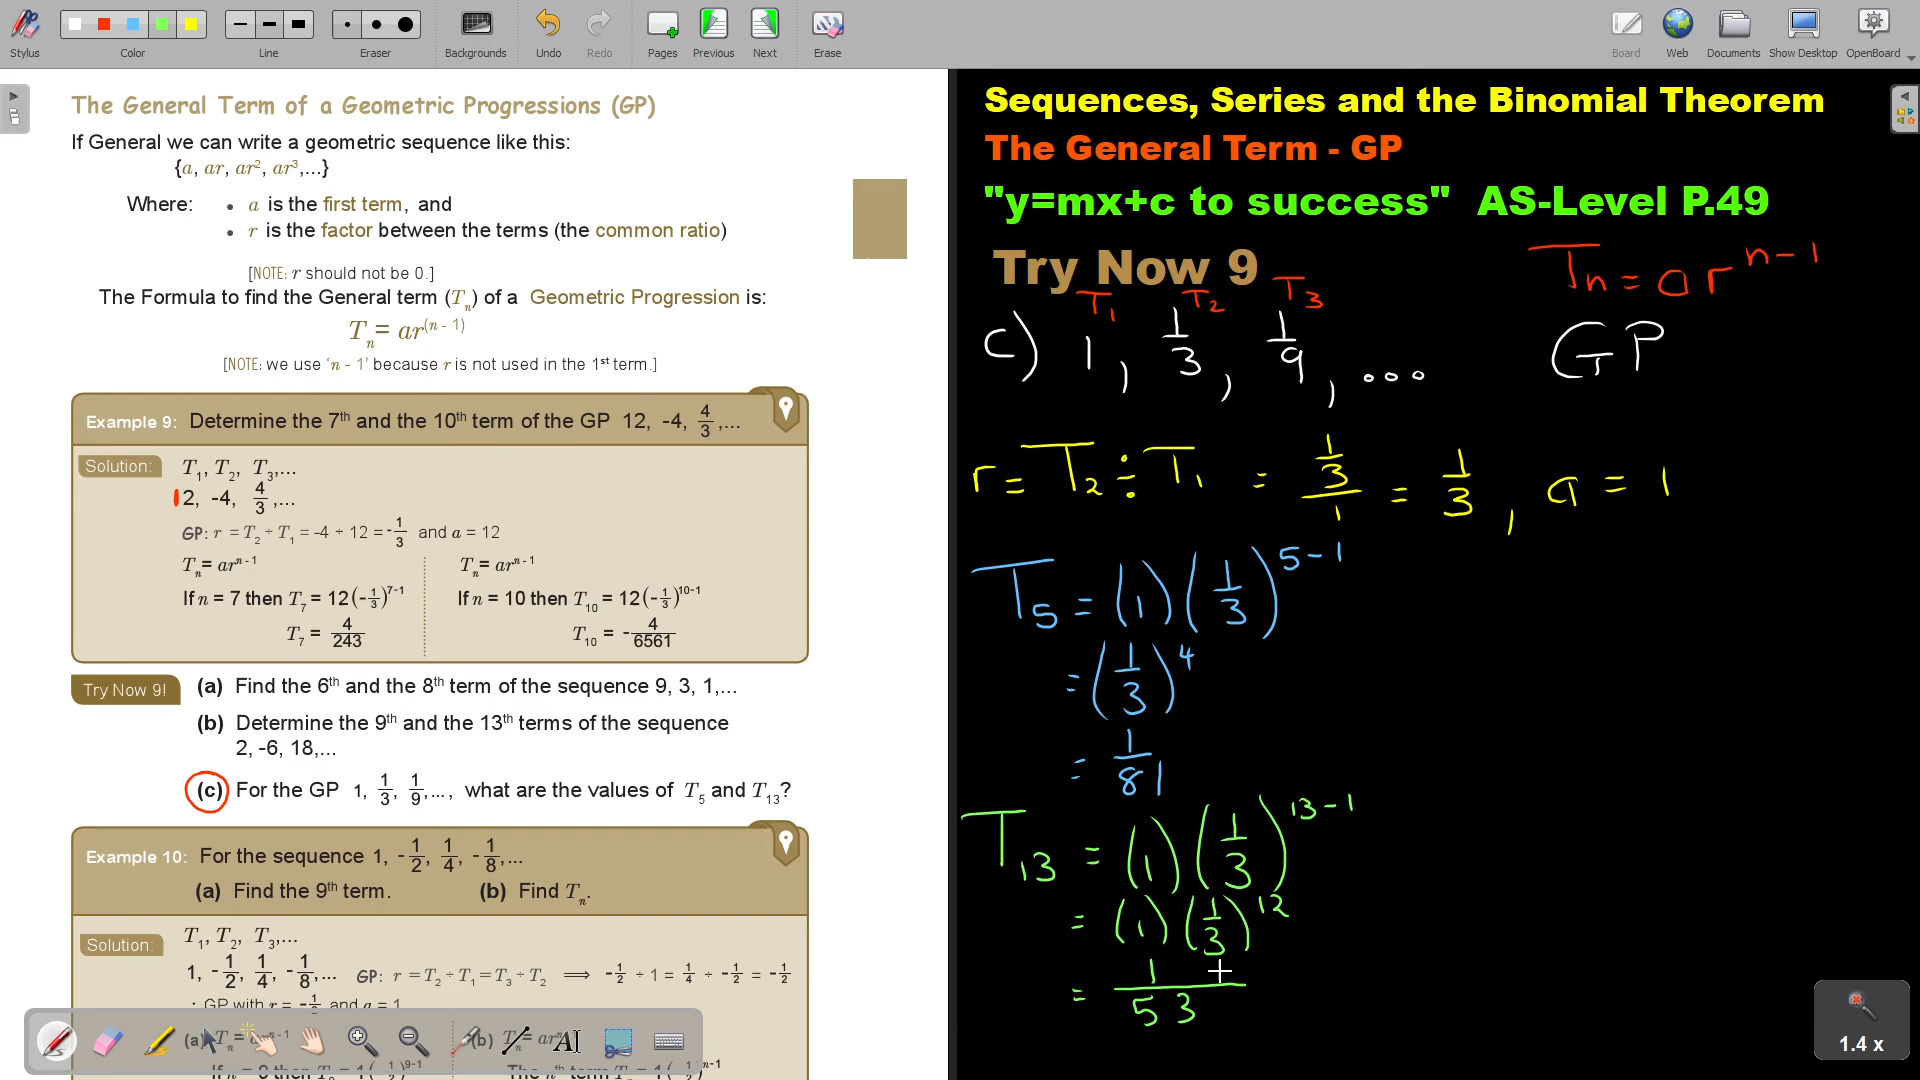 Stylus Color Line Eraser Backgrounds Undo Redo Pages Previous Next Erase Board Web Documents Show Desktop OpenBoard
The General Term of a Geometric Progressions (GP)
If General we can write a geometric sequence like this:
{a, ar, ar², ar³,...}
Where: • a is the first term, and
• r is the factor between the terms (the common ratio)
[NOTE: r should not be 0.]
The Formula to find the General term (Tₙ) of a Geometric Progression is:
Tₙ = ar^(n - 1)
[NOTE: we use 'n - 1' because r is not used in the 1st term.]
Example 9: Determine the 7th and the 10th term of the GP 12, -4, 4/3,...
Solution: T₁, T₂, T₃,...
12, -4, 4/3,...
GP: r = T₂ ÷ T₁ = -4 ÷ 12 = -1/3 and a = 12
Tₙ = ar^(n - 1) Tₙ = ar^(n - 1)
If n = 7 then T₇ = 12(-1/3)^(7-1) If n = 10 then T₁₀ = 12(-1/3)^(10-1)
T₇ = 4/243 T₁₀ = -4/6561
Try Now 9! (a) Find the 6th and the 8th term of the sequence 9, 3, 1,...
(b) Determine the 9th and the 13th terms of the sequence
2, -6, 18,...
(c) For the GP 1, 1/3, 1/9,..., what are the values of T₅ and T₁₃?
Example 10: For the sequence 1, -1/2, 1/4, -1/8,...
(a) Find the 9th term. (b) Find Tₙ.
Solution: T₁, T₂, T₃,...
1, -1/2, 1/4, -1/8,... GP: r = T₂ ÷ T₁ = T₃ ÷ T₂ ⟹ -1/2 ÷ 1 = 1/4 ÷ -1/2 = -1/2
Sequences, Series and the Binomial Theorem
The General Term - GP
"y=mx+c to success" AS-Level P.49
Try Now 9
Tₙ = ar^(n-1)
T₁ T₂ T₃
c) 1, 1/3, 1/9, ... GP
r = T₂ ÷ T₁ = (1/3)/1 = 1/3, a = 1
T₅ = (1)(1/3)^(5-1)
= (1/3)^4
= 1/81
T₁₃ = (1)(1/3)^(13-1)
= (1)(1/3)^12
= 1/53
1.4 x